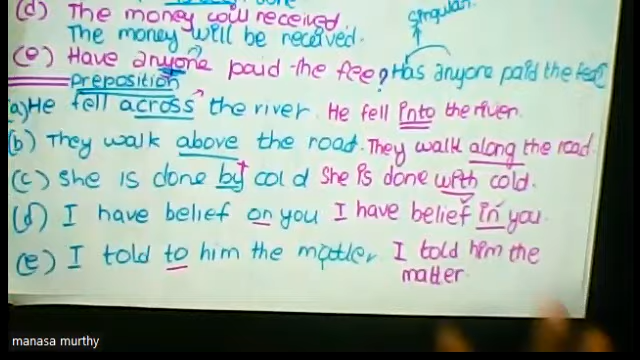 (d) The money will received. singular
The money will be received.
(e) Have anyone paid the fee? Has anyone paid the fee
preposition
(a) He fell across the river. He fell into the river.
(b) They walk above the road. They walk along the road.
(c) She is done by cold She is done with cold.
(d) I have belief on you I have belief in you.
(e) I told to him the matter. I told him the
matter.
manasa murthy